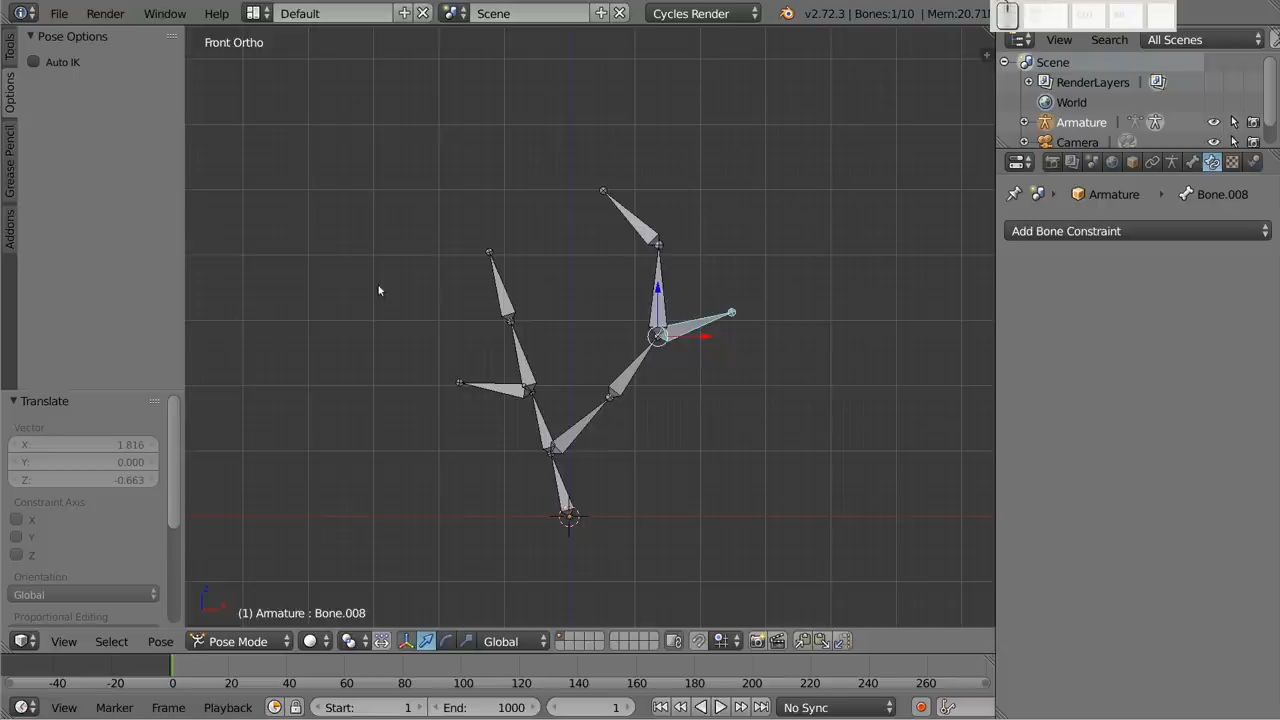 File Render Window Help Default Scene Cycles Render v2.72.3 | Bones:1/10 | Mem:20.71
View Search All Scenes
Tools
Options
Grease Pencil
Addons
Pose Options
Auto IK
Front Ortho
Scene
RenderLayers
World
Armature
Camera
Armature Bone.008
Add Bone Constraint
Translate
Vector
X: 1.816
Y: 0.000
Z: -0.663
Constraint Axis
X
Y
Z
Orientation
Global
Proportional Editing
(1) Armature : Bone.008
View Select Pose Pose Mode Global
-40 -20 0 20 40 60 80 100 120 140 160 180 200 220 240 260
View Marker Frame Playback Start: 1 End: 1000 1 No Sync